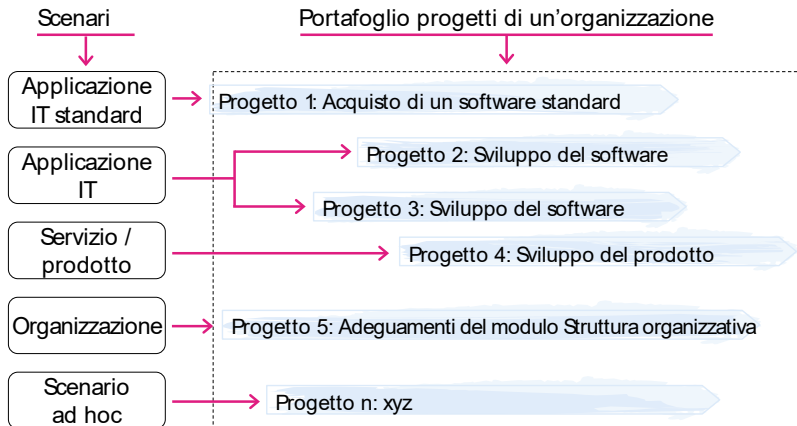 Scenari
Portafoglio progetti di un'organizzazione
Applicazione
IT standard
Progetto 1: Acquisto di un software standard
Applicazione
IT
Progetto 2: Sviluppo del software
Progetto 3: Sviluppo del software
Servizio /
prodotto
Progetto 4: Sviluppo del prodotto
Organizzazione
Progetto 5: Adeguamenti del modulo Struttura organizzativa
Scenario
ad hoc
Progetto n: xyz